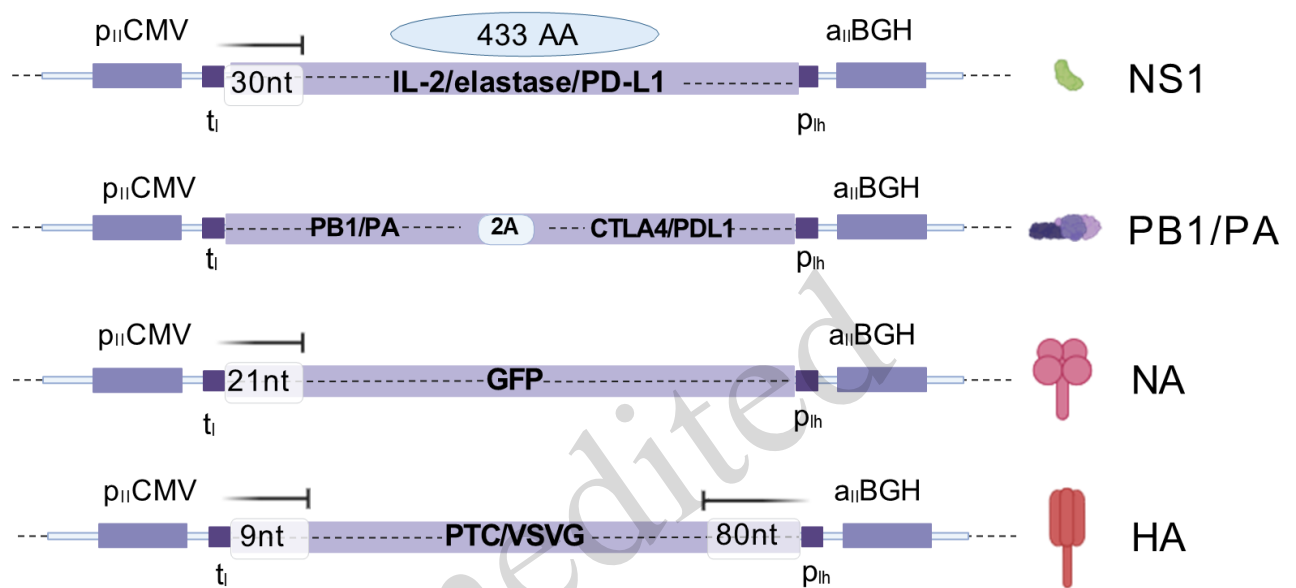 pIICMV 433 AA aIIBGH
30nt IL-2/elastase/PD-L1 NS1
tI pIh
pIICMV aIIBGH
PB1/PA 2A CTLA4/PDL1 PB1/PA
tI pIh
pIICMV aIIBGH
21nt GFP NA
tI pIh
pIICMV aIIBGH
9nt PTC/VSVG 80nt HA
tI pIh
edited